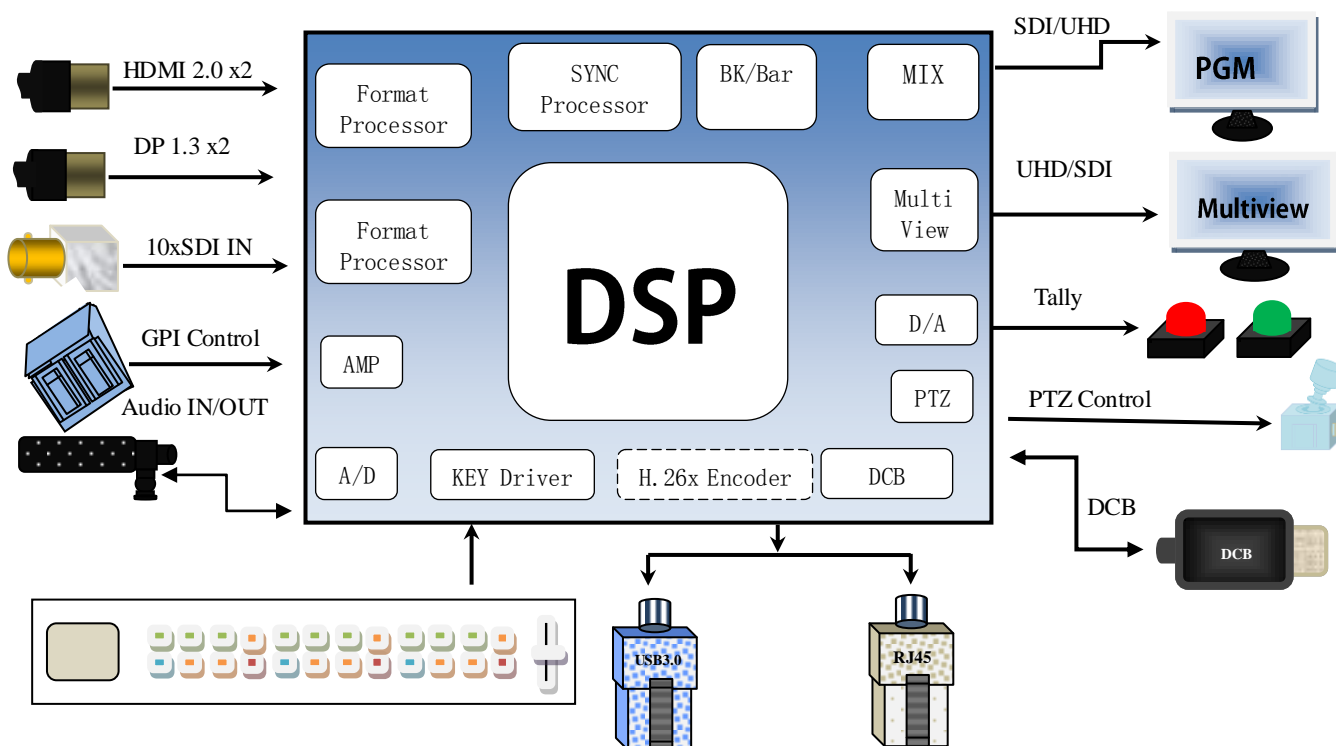 HDMI 2.0 x2
DP 1.3 x2
10xSDI IN
GPI Control
Audio IN/OUT
Format
Processor
SYNC
Processor
BK/Bar
MIX
Format
Processor
DSP
Multi
View
AMP
D/A
PTZ
A/D
KEY Driver
H.26x Encoder
DCB
SDI/UHD
PGM
UHD/SDI
Multiview
Tally
PTZ Control
DCB
DCB
USB3.0
RJ45